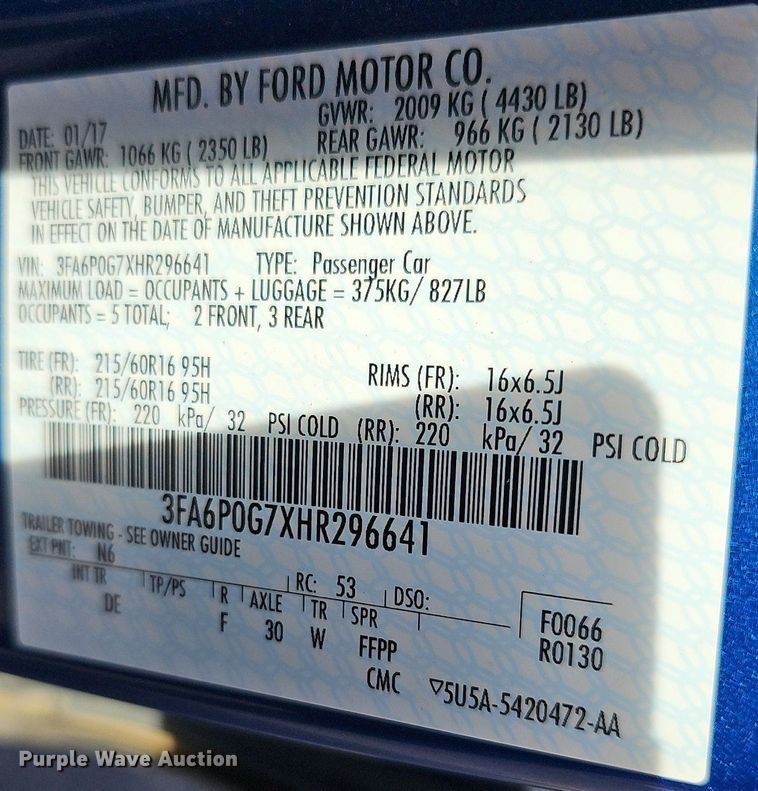 MFD. BY FORD MOTOR CO.
DATE: 01/17 GVWR: 2009 KG ( 4430 LB)
FRONT GAWR: 1066 KG ( 2350 LB) REAR GAWR: 966 KG ( 2130 LB)
THIS VEHICLE CONFORMS TO ALL APPLICABLE FEDERAL MOTOR
VEHICLE SAFETY, BUMPER, AND THEFT PREVENTION STANDARDS
IN EFFECT ON THE DATE OF MANUFACTURE SHOWN ABOVE.
VIN: 3FA6P0G7XHR296641 TYPE: Passenger Car
MAXIMUM LOAD = OCCUPANTS + LUGGAGE = 375KG/ 827LB
OCCUPANTS = 5 TOTAL; 2 FRONT, 3 REAR
TIRE (FR): 215/60R16 95H RIMS (FR): 16x6.5J
(RR): 215/60R16 95H (RR): 16x6.5J
PRESSURE (FR): 220 kPa/ 32 PSI COLD (RR): 220 kPa/ 32 PSI COLD
3FA6P0G7XHR296641
TRAILER TOWING - SEE OWNER GUIDE
EXT PNT: N6 RC: 53 DSO:
INT TR TP/PS R AXLE TR SPR F0066
DE F 30 W FFPP R0130
CMC ▽5U5A-5420472-AA
Purple Wave Auction